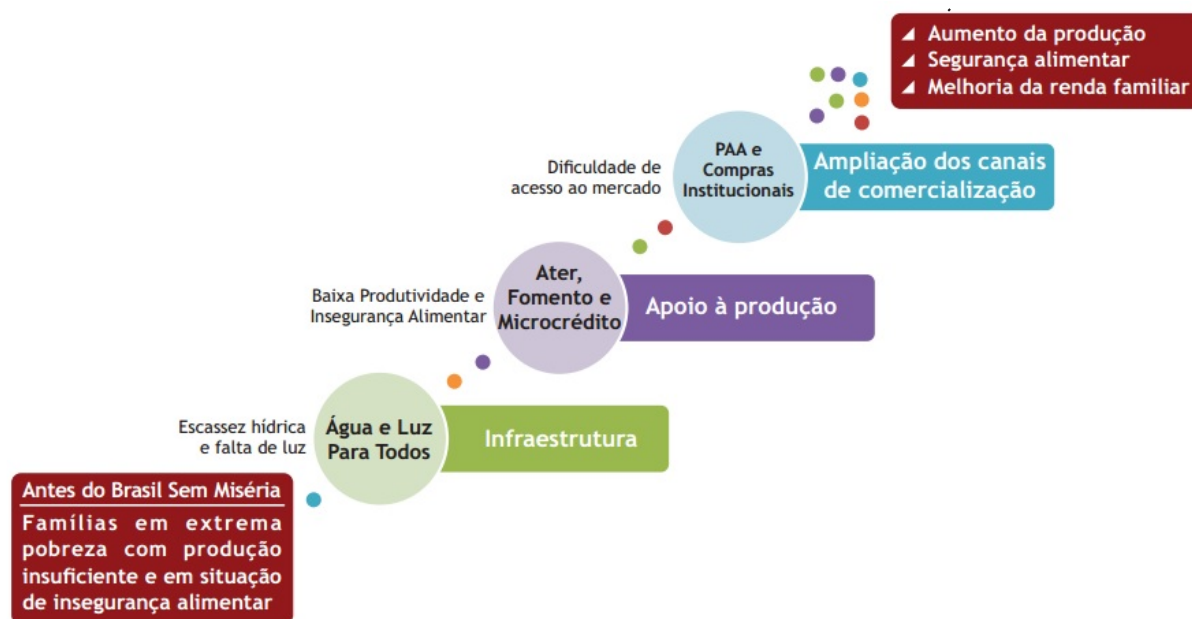 Aumento da produção
Segurança alimentar
Melhoria da renda familiar
Dificuldade de
acesso ao mercado
PAA e
Compras
Institucionais
Ampliação dos canais
de comercialização
Baixa Produtividade e
Insegurança Alimentar
Ater,
Fomento e
Microcrédito
Apoio à produção
Escassez hídrica
e falta de luz
Água e Luz
Para Todos
Infraestrutura
Antes do Brasil Sem Miséria
Famílias em extrema
pobreza com produção
insuficiente e em situação
de insegurança alimentar